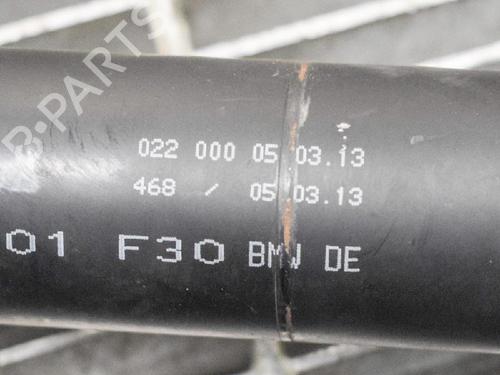 B-PARTS
022 000 05 03.13
468 / 05 03.13
01 F30 BMW DE